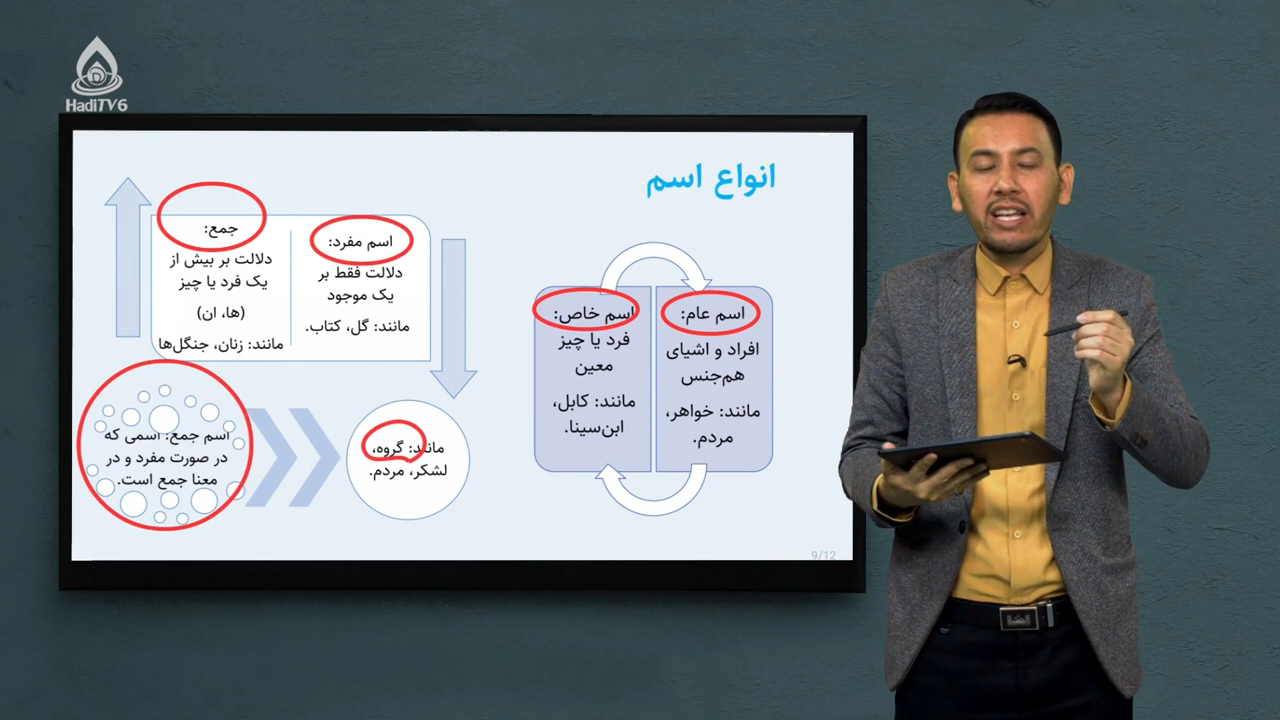 HadiTV6
انواع اسم
اسم عام:
افراد و اشیای
هم‌جنس
مانند: خواهر،
مردم.
اسم خاص:
فرد یا چیز
معین
مانند: کابل،
ابن‌سینا.
اسم مفرد:
دلالت فقط بر
یک موجود
مانند: گل، کتاب.
جمع:
دلالت بر بیش از
یک فرد یا چیز
(ها، ان)
مانند: زنان، جنگل‌ها
اسم جمع: اسمی که
در صورت مفرد و در
معنا جمع است.
مانند: گروه،
لشکر، مردم.
9/12